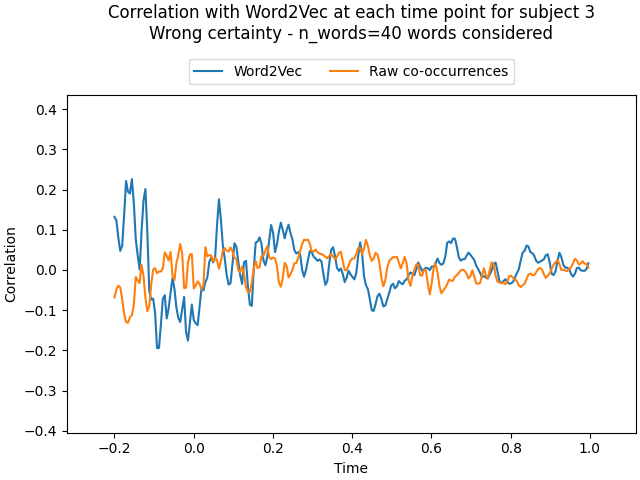 Correlation with Word2Vec at each time point for subject 3
Wrong certainty - n_words=40 words considered
Word2Vec
Raw co-occurrences
0.4
0.3
0.2
0.1
0.0
−0.1
−0.2
−0.3
−0.4
Correlation
−0.2
0.0
0.2
0.4
0.6
0.8
1.0
Time